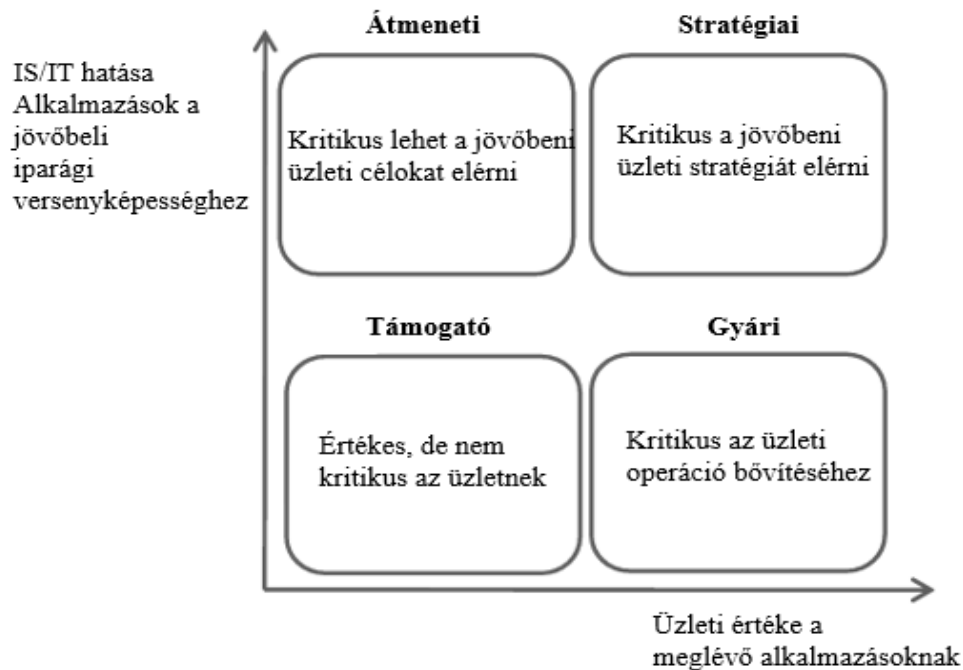 Átmeneti
Stratégiai
IS/IT hatása
Alkalmazások a
jövőbeli
iparági
versenyképességhez
Kritikus lehet a jövőbeni
üzleti célokat elérni
Kritikus a jövőbeni
üzleti stratégiát elérni
Támogató
Gyári
Értékes, de nem
kritikus az üzletnek
Kritikus az üzleti
operáció bővítéséhez
Üzleti értéke a
meglévő alkalmazásoknak